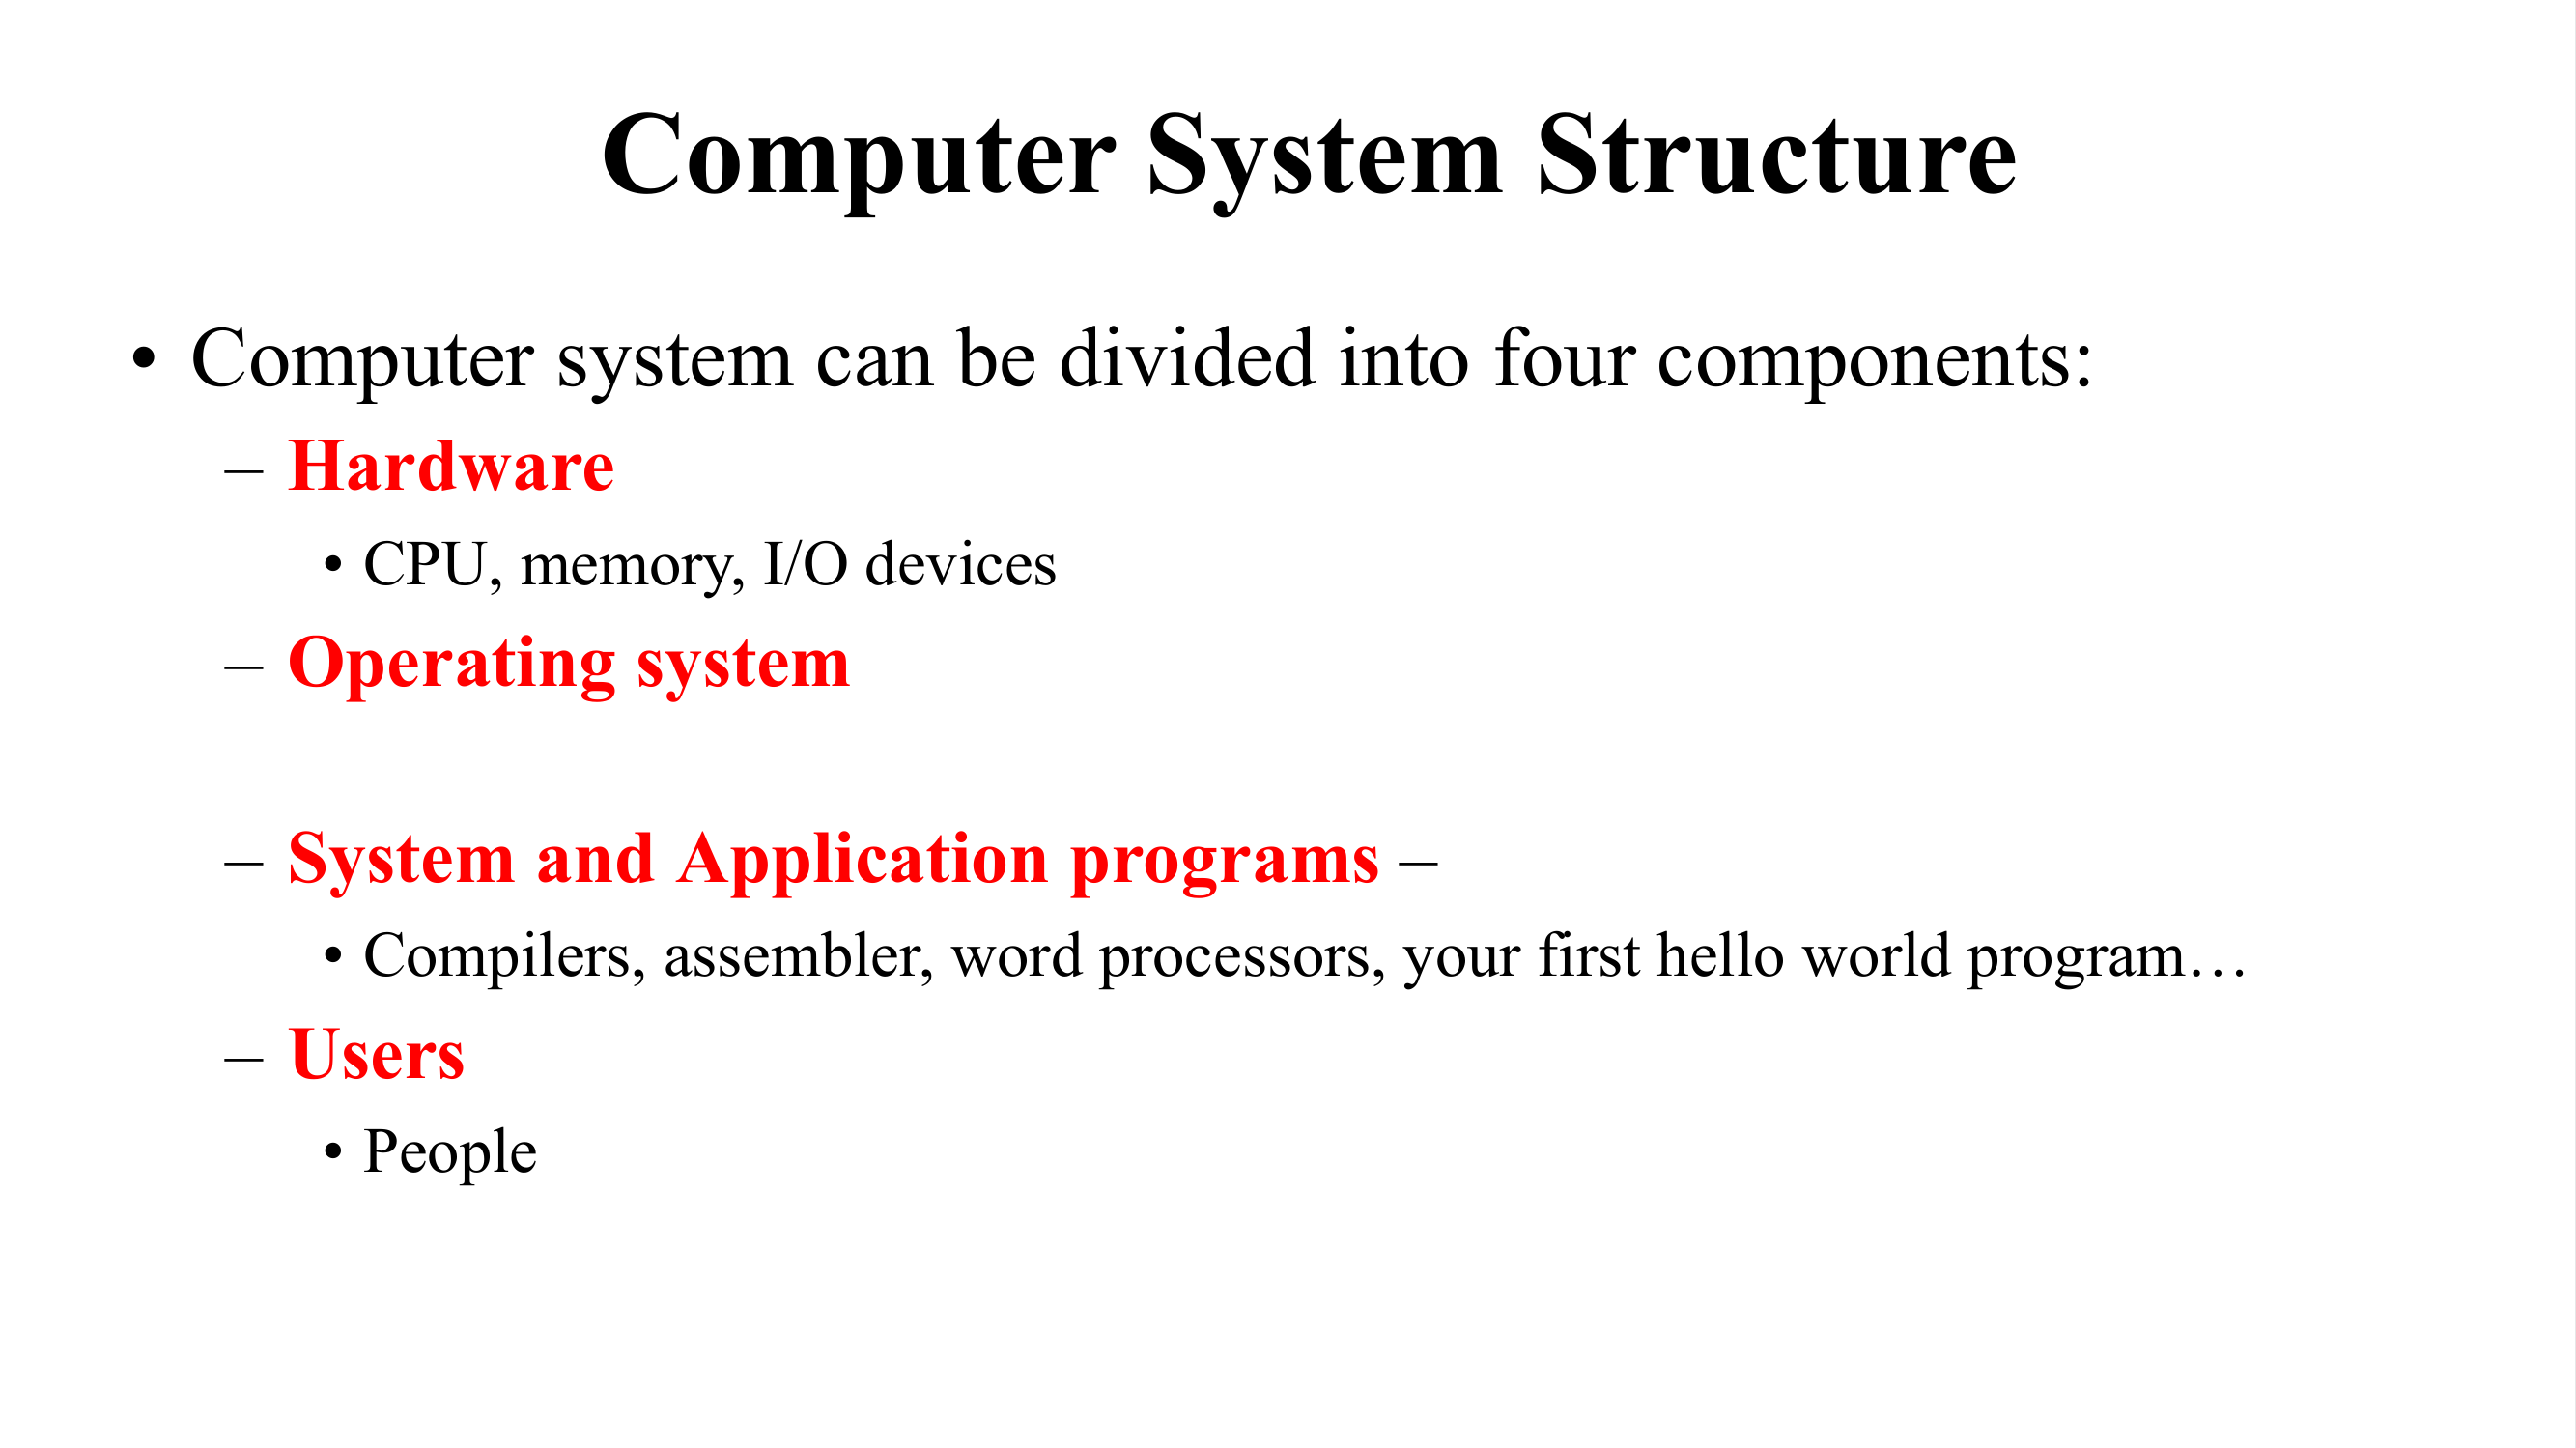 Computer System Structure
• Computer system can be divided into four components:
– Hardware
• CPU, memory, I/O devices
– Operating system
– System and Application programs –
• Compilers, assembler, word processors, your first hello world program…
– Users
• People